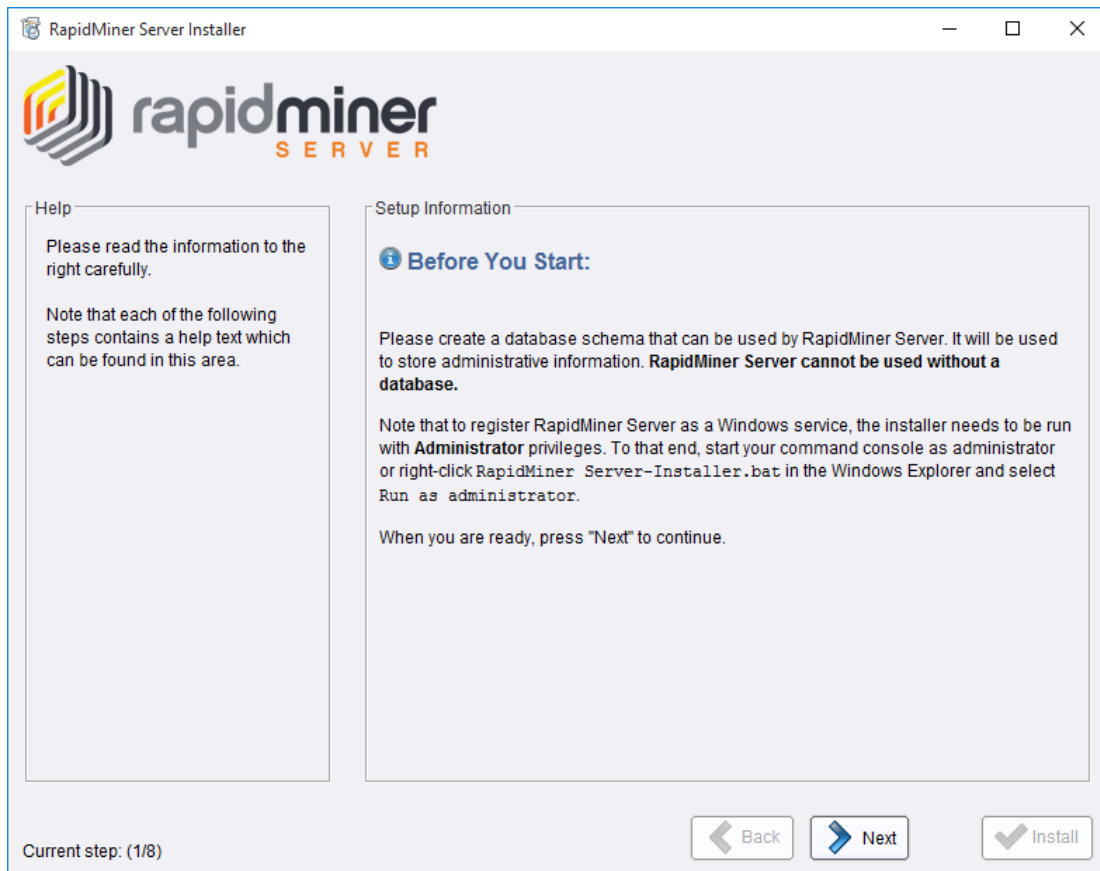 RapidMiner Server Installer
rapidminer
SERVER
Help
Please read the information to the
right carefully.
Note that each of the following
steps contains a help text which
can be found in this area.
Setup Information
Before You Start:
Please create a database schema that can be used by RapidMiner Server. It will be used
to store administrative information. RapidMiner Server cannot be used without a
database.
Note that to register RapidMiner Server as a Windows service, the installer needs to be run
with Administrator privileges. To that end, start your command console as administrator
or right-click RapidMiner Server-Installer.bat in the Windows Explorer and select
Run as administrator.
When you are ready, press "Next" to continue.
Current step: (1/8)
Back
Next
Install